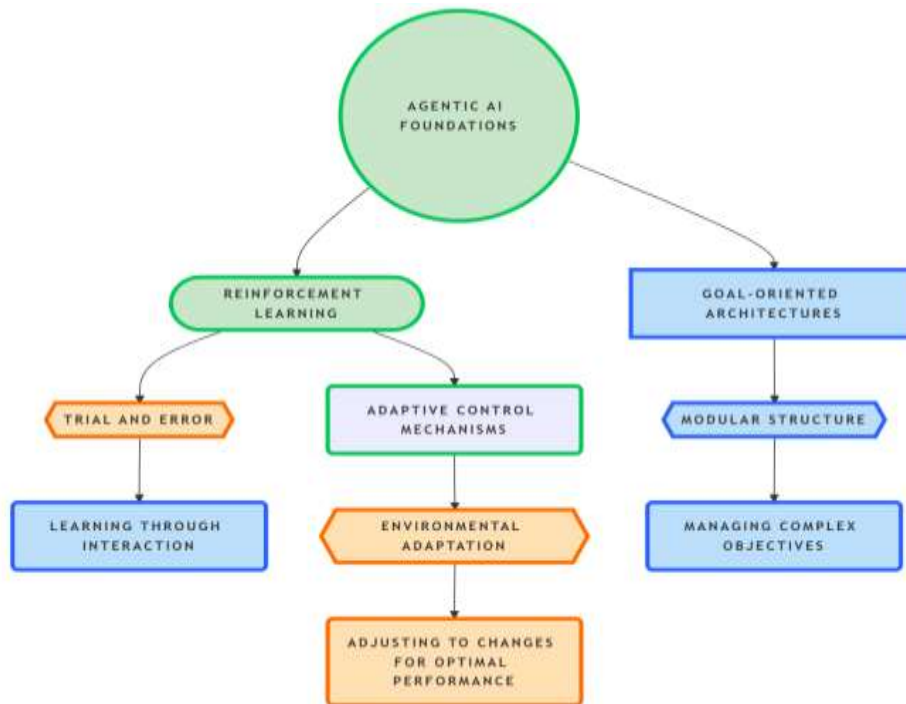 AGENTIC AI
FOUNDATIONS
REINFORCEMENT
LEARNING
GOAL-ORIENTED
ARCHITECTURES
TRIAL AND ERROR
ADAPTIVE CONTROL
MECHANISMS
MODULAR STRUCTURE
LEARNING THROUGH
INTERACTION
ENVIRONMENTAL
ADAPTATION
MANAGING COMPLEX
OBJECTIVES
ADJUSTING TO CHANGES
FOR OPTIMAL
PERFORMANCE